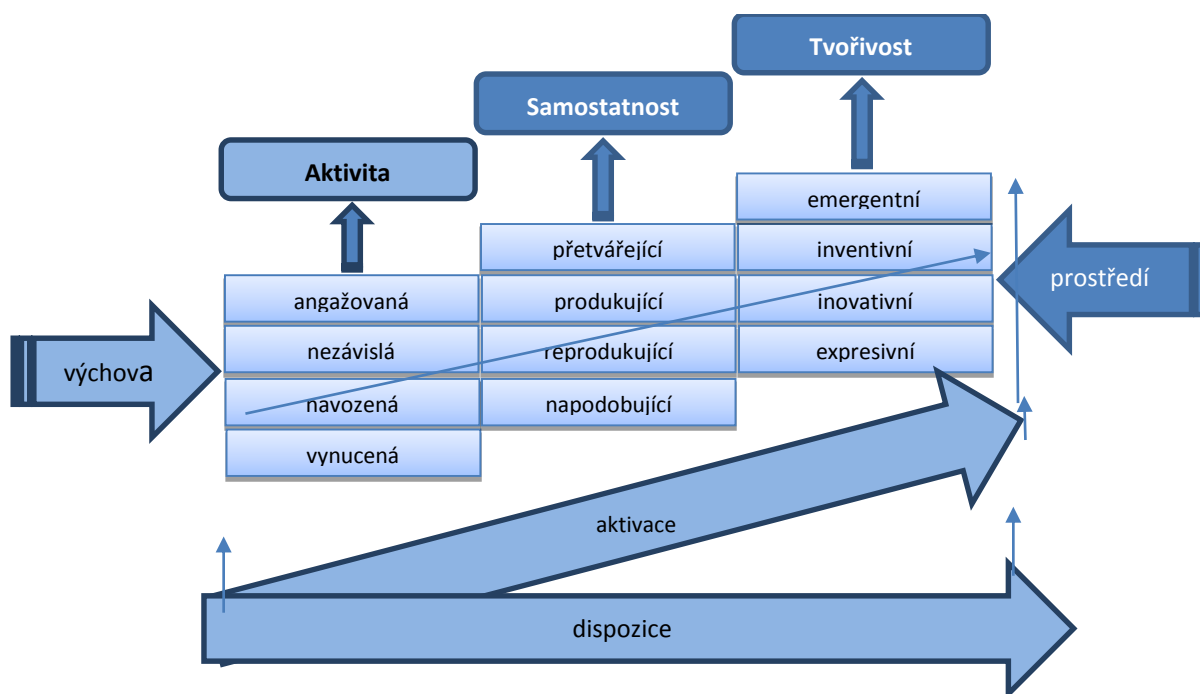 Tvořivost
Samostatnost
Aktivita
emergentní
přetvářející
inventivní
prostředí
angažovaná
produkující
inovativní
výchova
nezávislá
reprodukující
expresivní
navozená
napodobující
vynucená
aktivace
dispozice